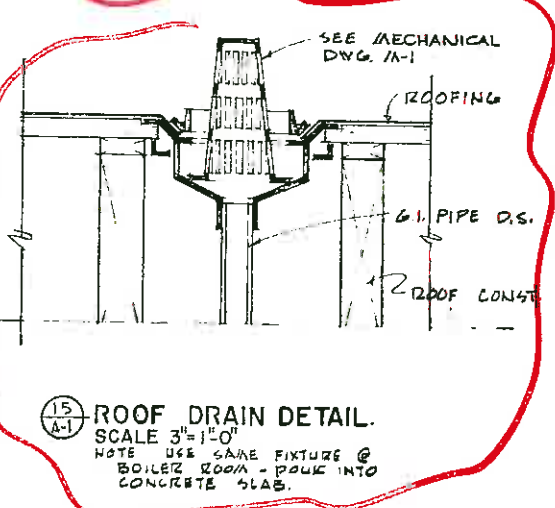 SEE MECHANICAL
DWG. M-1
ROOFING
G.I. PIPE D.S.
ROOF CONST.
15
A-1
ROOF DRAIN DETAIL.
SCALE 3"=1'-0"
NOTE USE SAME FIXTURE @
BOILER ROOM - POUR INTO
CONCRETE SLAB.